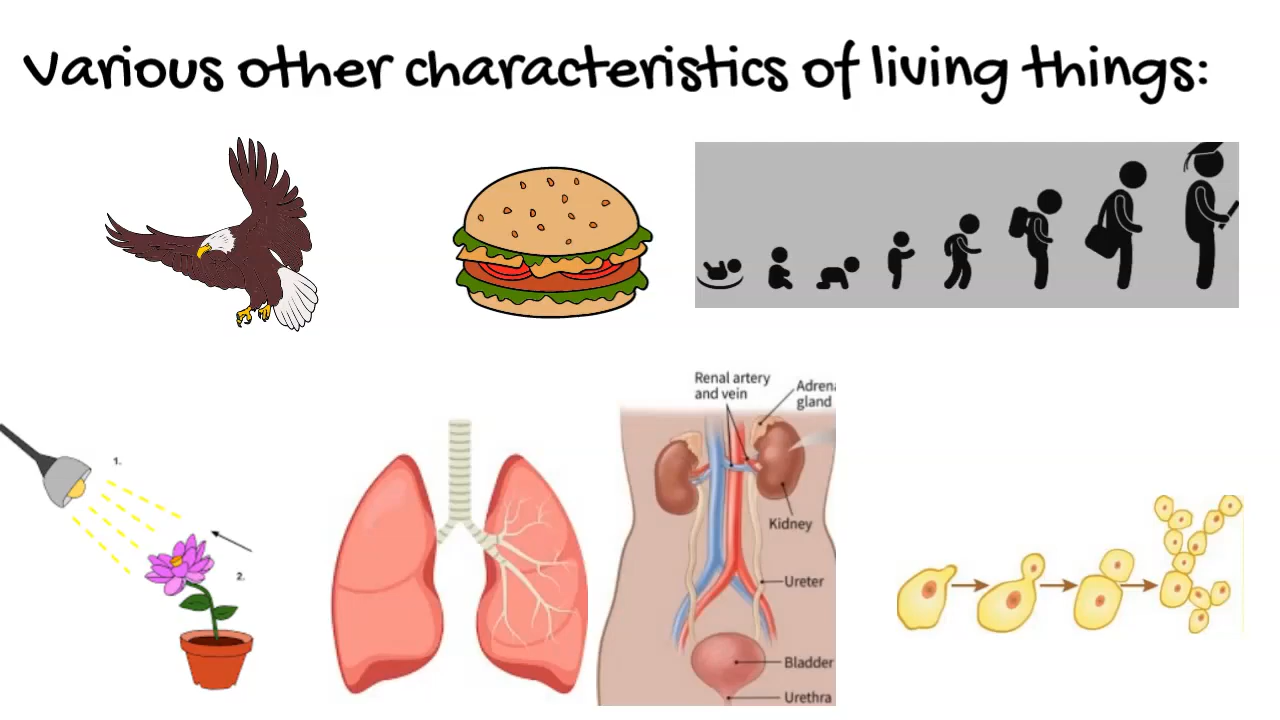 Various other characteristics of living things:
Renal artery
and vein
Adrena
gland
1.
2.
Kidney
Ureter
Bladder
Urethra